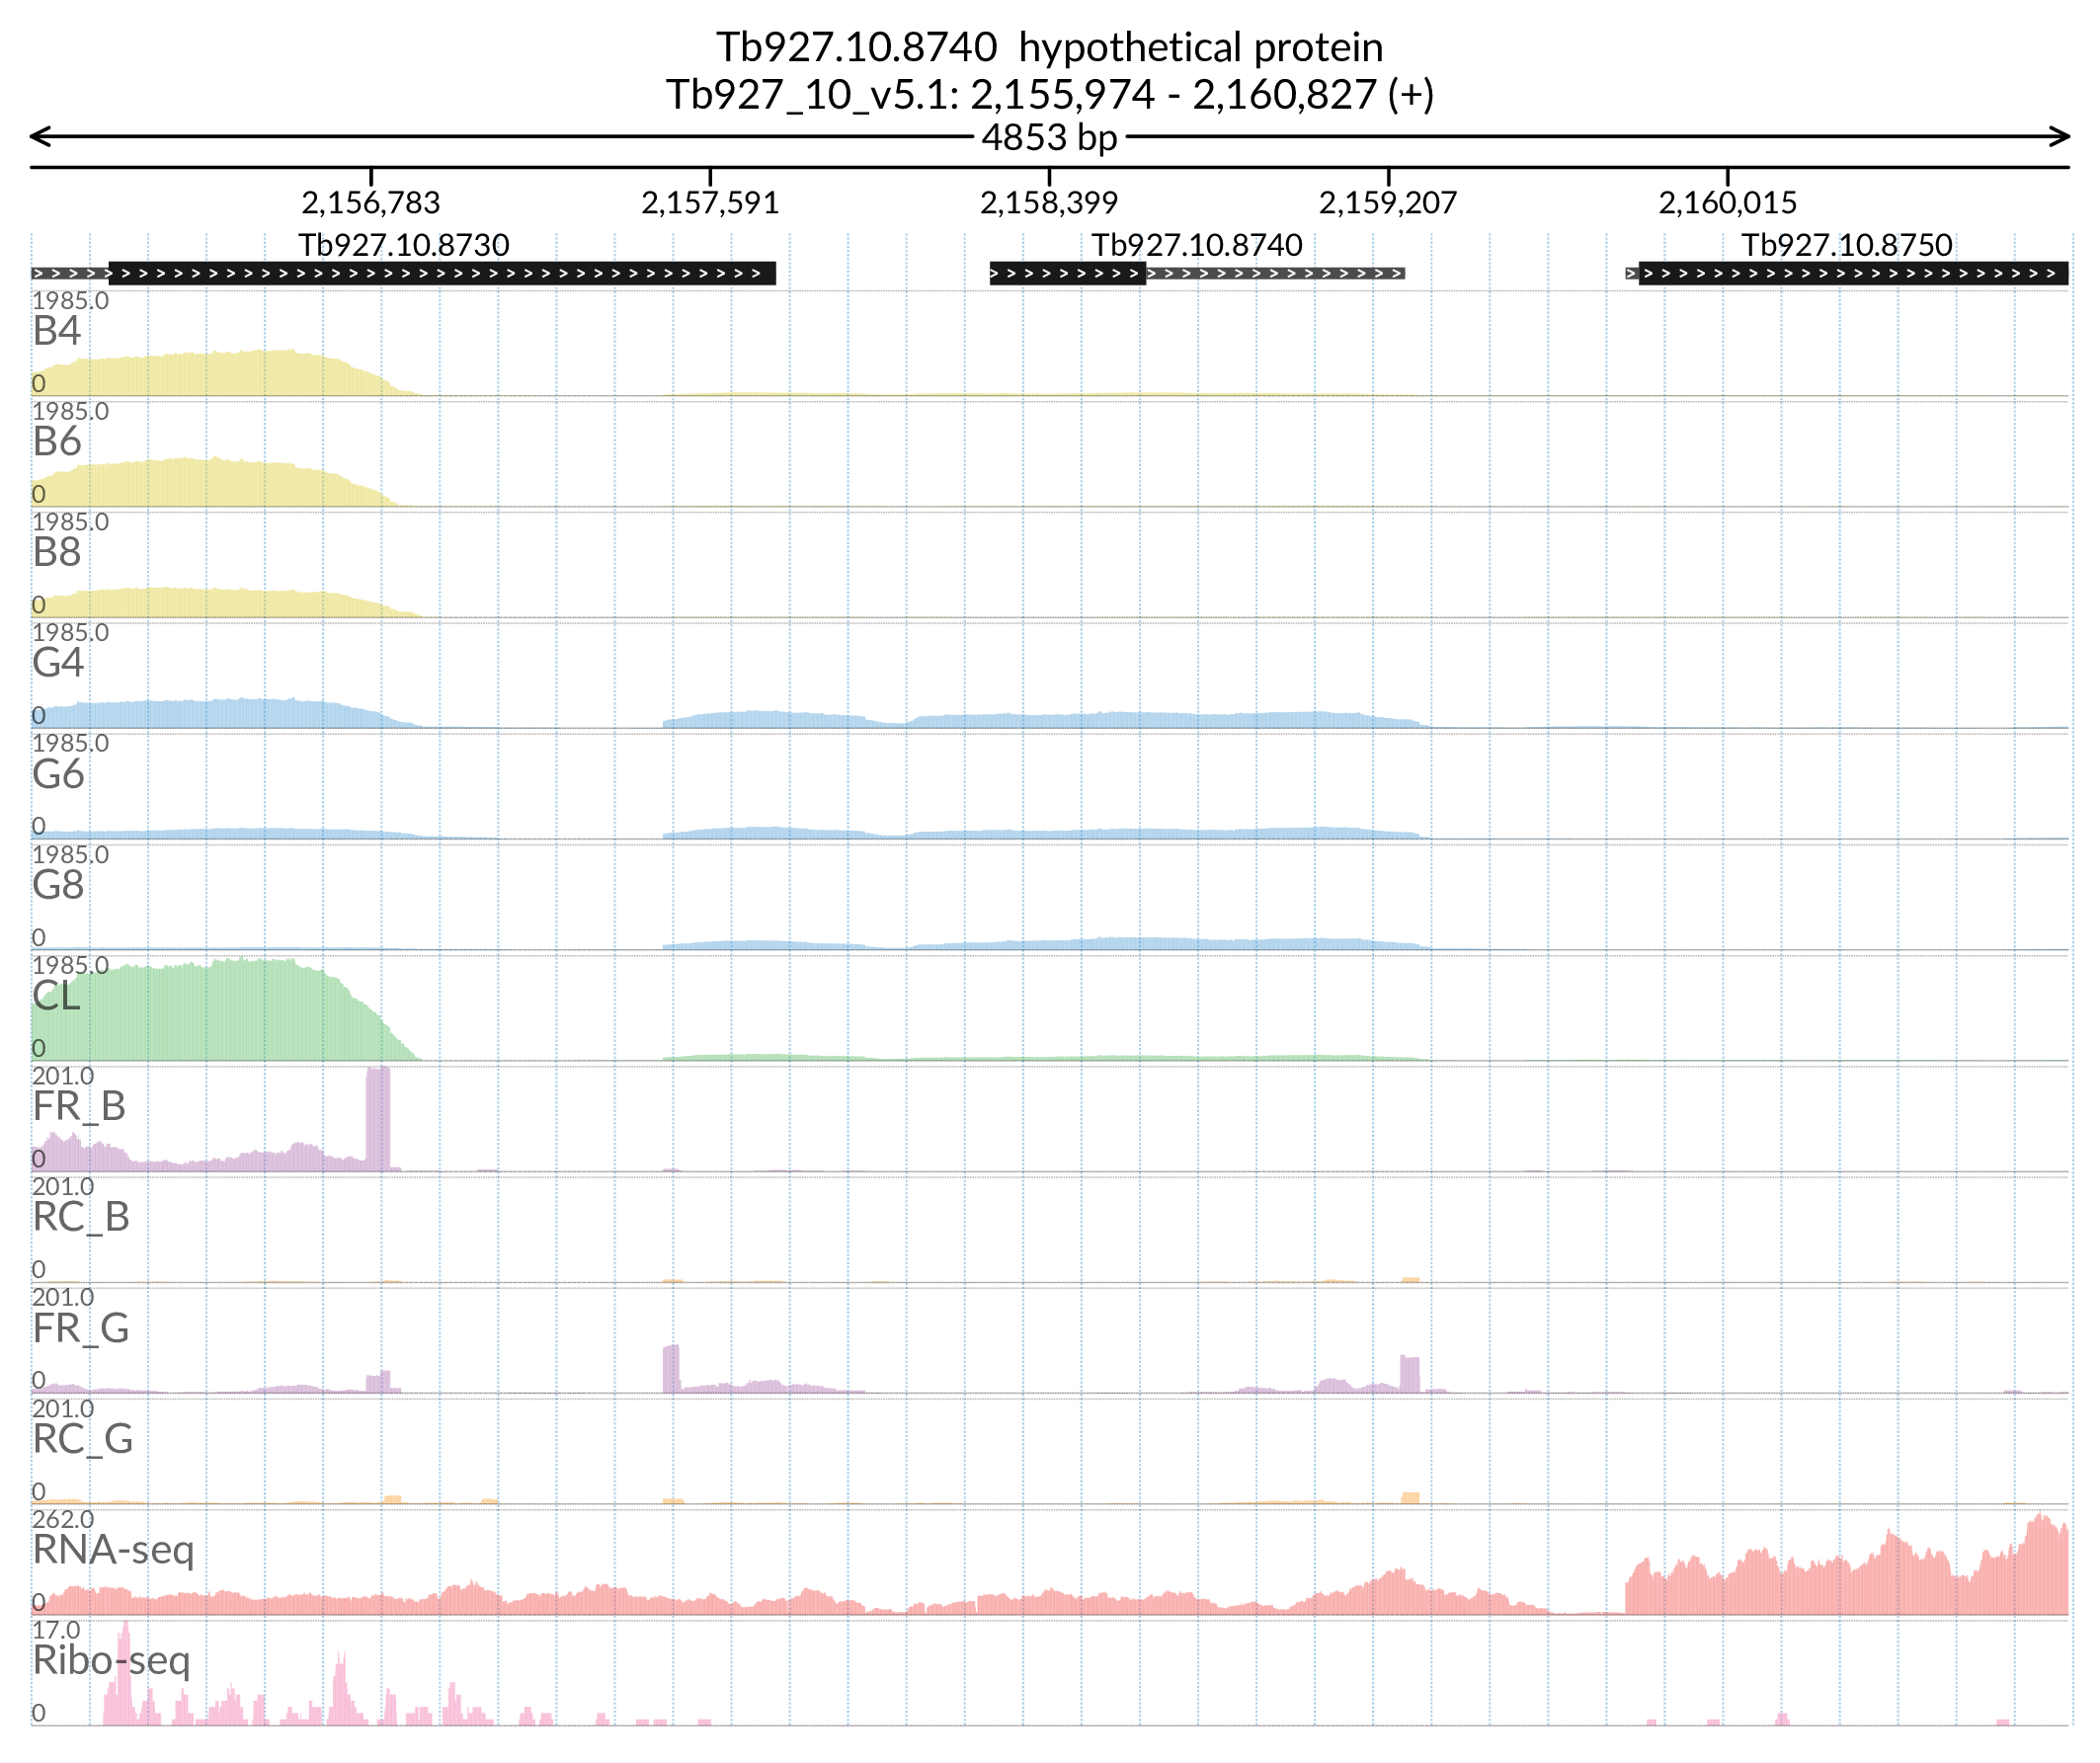 Tb927.10.8740 hypothetical protein
Tb927_10_v5.1: 2,155,974 - 2,160,827 (+)
4853 bp
2,156,783 2,157,591 2,158,399 2,159,207 2,160,015
Tb927.10.8730 Tb927.10.8740 Tb927.10.8750
1985.0
B4
0
1985.0
B6
0
1985.0
B8
0
1985.0
G4
0
1985.0
G6
0
1985.0
G8
0
1985.0
CL
0
201.0
FR_B
0
201.0
RC_B
0
201.0
FR_G
0
201.0
RC_G
0
262.0
RNA-seq
0
17.0
Ribo-seq
0